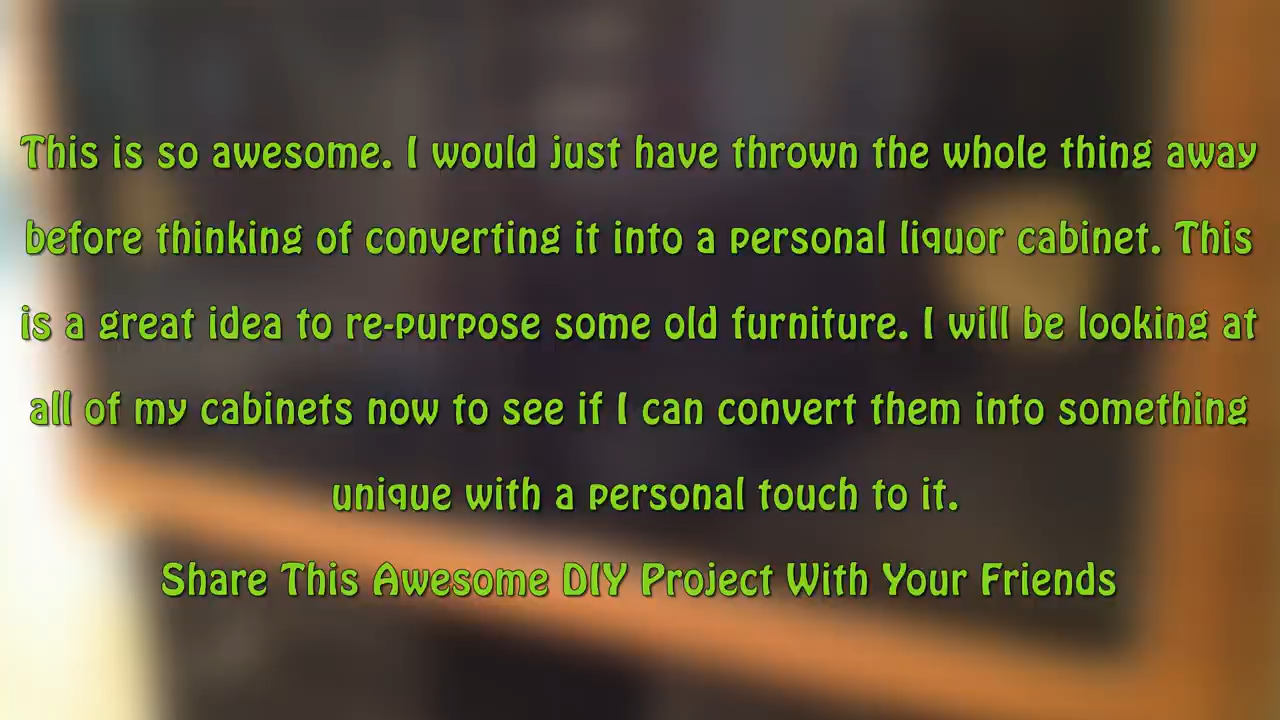 This is so awesome. I would just have thrown the whole thing away
before thinking of converting it into a personal liquor cabinet. This
is a great idea to re-purpose some old furniture. I will be looking at
all of my cabinets now to see if I can convert them into something
unique with a personal touch to it.
Share This Awesome DIY Project With Your Friends